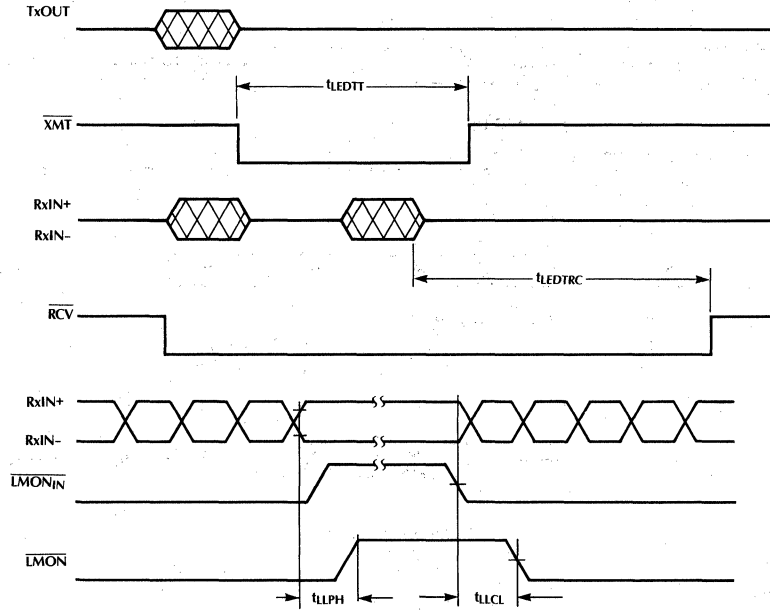 TxOUT
tLEDTT
XMT
RxIN+
RxIN–
tLEDTRC
RCV
RxIN+
RxIN–
LMONIN
LMON
tLLPH
tLLCL